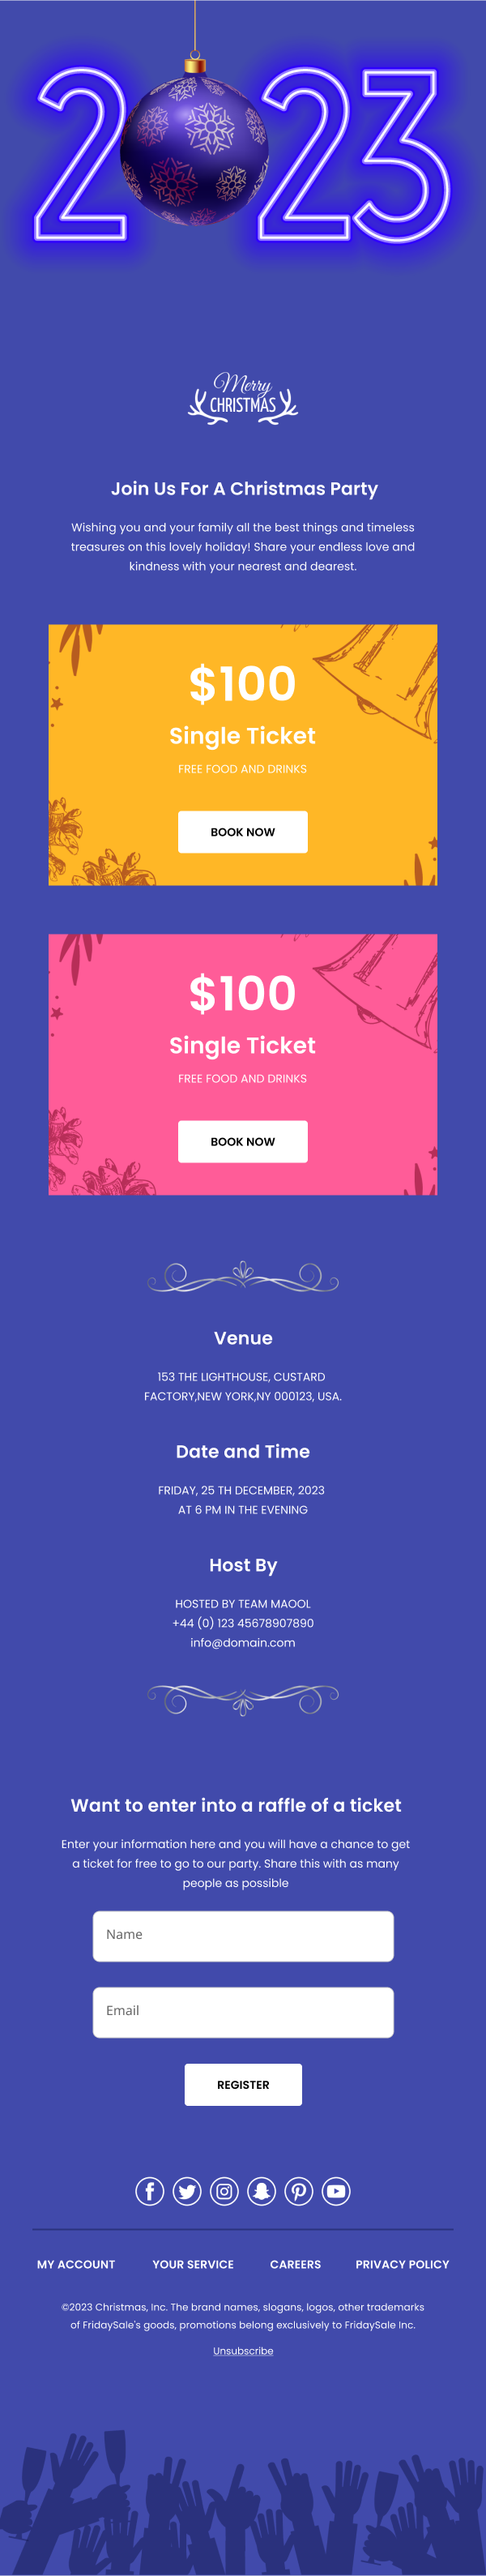 2023
Merry
CHRISTMAS
Join Us For A Christmas Party
Wishing you and your family all the best things and timeless
treasures on this lovely holiday! Share your endless love and
kindness with your nearest and dearest.
$100
Single Ticket
FREE FOOD AND DRINKS
BOOK NOW
$100
Single Ticket
FREE FOOD AND DRINKS
BOOK NOW
Venue
153 THE LIGHTHOUSE, CUSTARD
FACTORY,NEW YORK,NY 000123, USA.
Date and Time
FRIDAY, 25 TH DECEMBER, 2023
AT 6 PM IN THE EVENING
Host By
HOSTED BY TEAM MAOOL
+44 (0) 123 45678907890
info@domain.com
Want to enter into a raffle of a ticket
Enter your information here and you will have a chance to get
a ticket for free to go to our party. Share this with as many
people as possible
Name
Email
REGISTER
MY ACCOUNT YOUR SERVICE CAREERS PRIVACY POLICY
©2023 Christmas, Inc. The brand names, slogans, logos, other trademarks
of FridaySale's goods, promotions belong exclusively to FridaySale Inc.
Unsubscribe